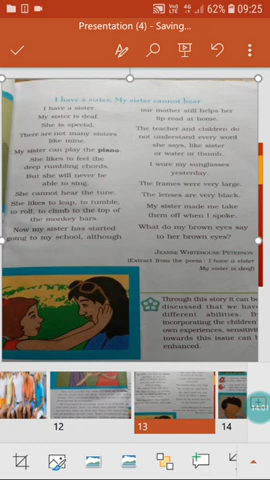 Vo) 4G 62% 09:25
LTE
Presentation (4) - Saving...
I have a sister, My sister cannot hear
I have a sister
My sister is deaf.
She is special.
There are not many sisters
like mine.
My sister can play the piano.
She likes to feel the
deep rumbling chords.
But she will never be
able to sing.
She cannot hear the tune.
She likes to leap, to tumble,
to roll, to climb to the top of
the monkey bars.
Now my sister has started
going to my school, although
our mother still helps her
lip-read at home.
The teacher and children do
not understand every word
she says, like sister
or water or thumb.
I wore my sunglasses
yesterday
The frames were very large.
The lenses are very black.
My sister made me take
them off when I spoke.
What do my brown eyes say
to her brown eyes?
JEANNE WHITEHOUSE PETERSON
(Extract from the poem : I have a sister
My sister is deaf)
Through this story it can be
discussed that we have
different abilities. B
incorporating the children
own experiences, sensitiv
towards this issue can b
enhanced.
12
13
14